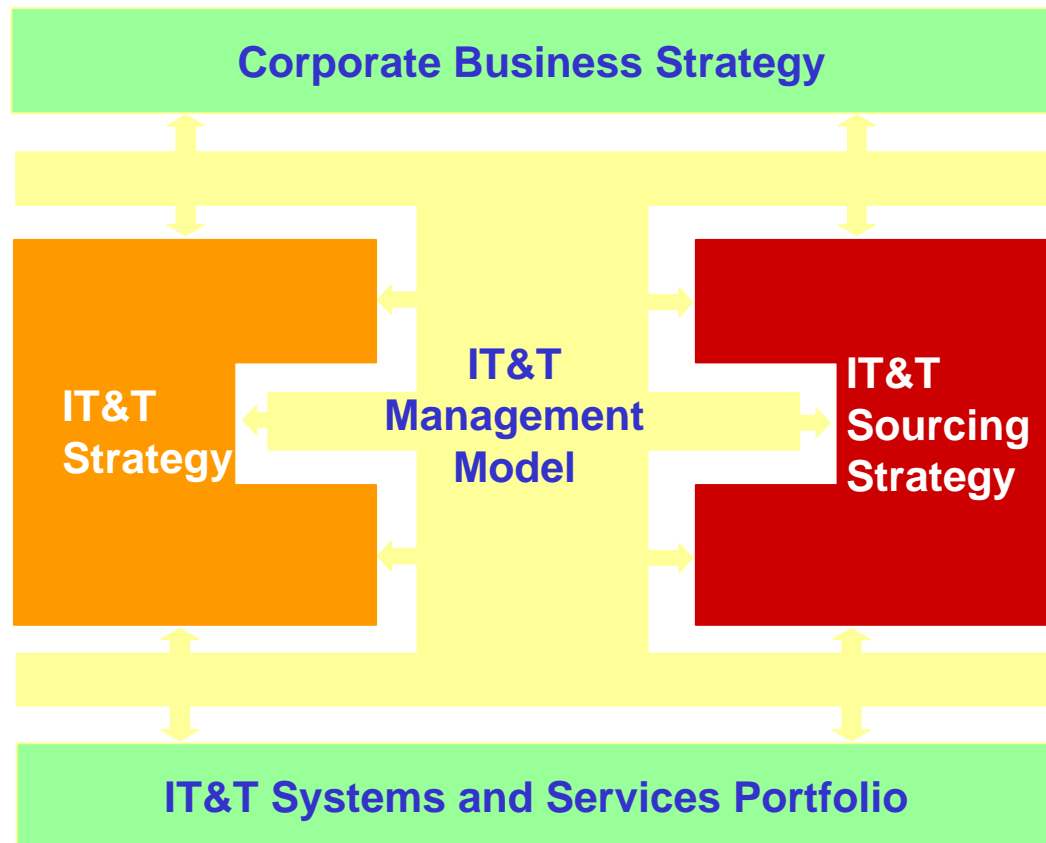 Corporate Business Strategy
IT&T
Strategy
IT&T
Management
Model
IT&T
Sourcing
Strategy
IT&T Systems and Services Portfolio